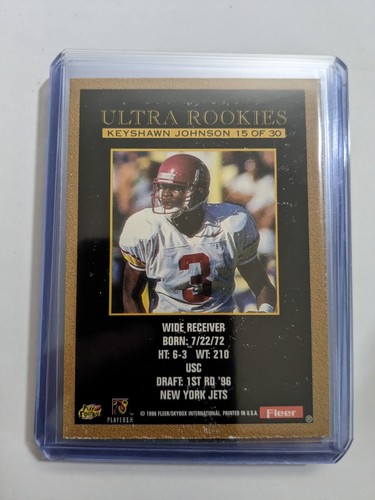 ULTRA ROOKIES
KEYSHAWN JOHNSON 15 OF 30
3
WIDE RECEIVER
BORN: 7/22/72
HT: 6-3 WT: 210
USC
DRAFT: 1ST RD '96
NEW YORK JETS
PLAYERS
© 1996 FLEER/SKYBOX INTERNATIONAL. PRINTED IN U.S.A.
Fleer